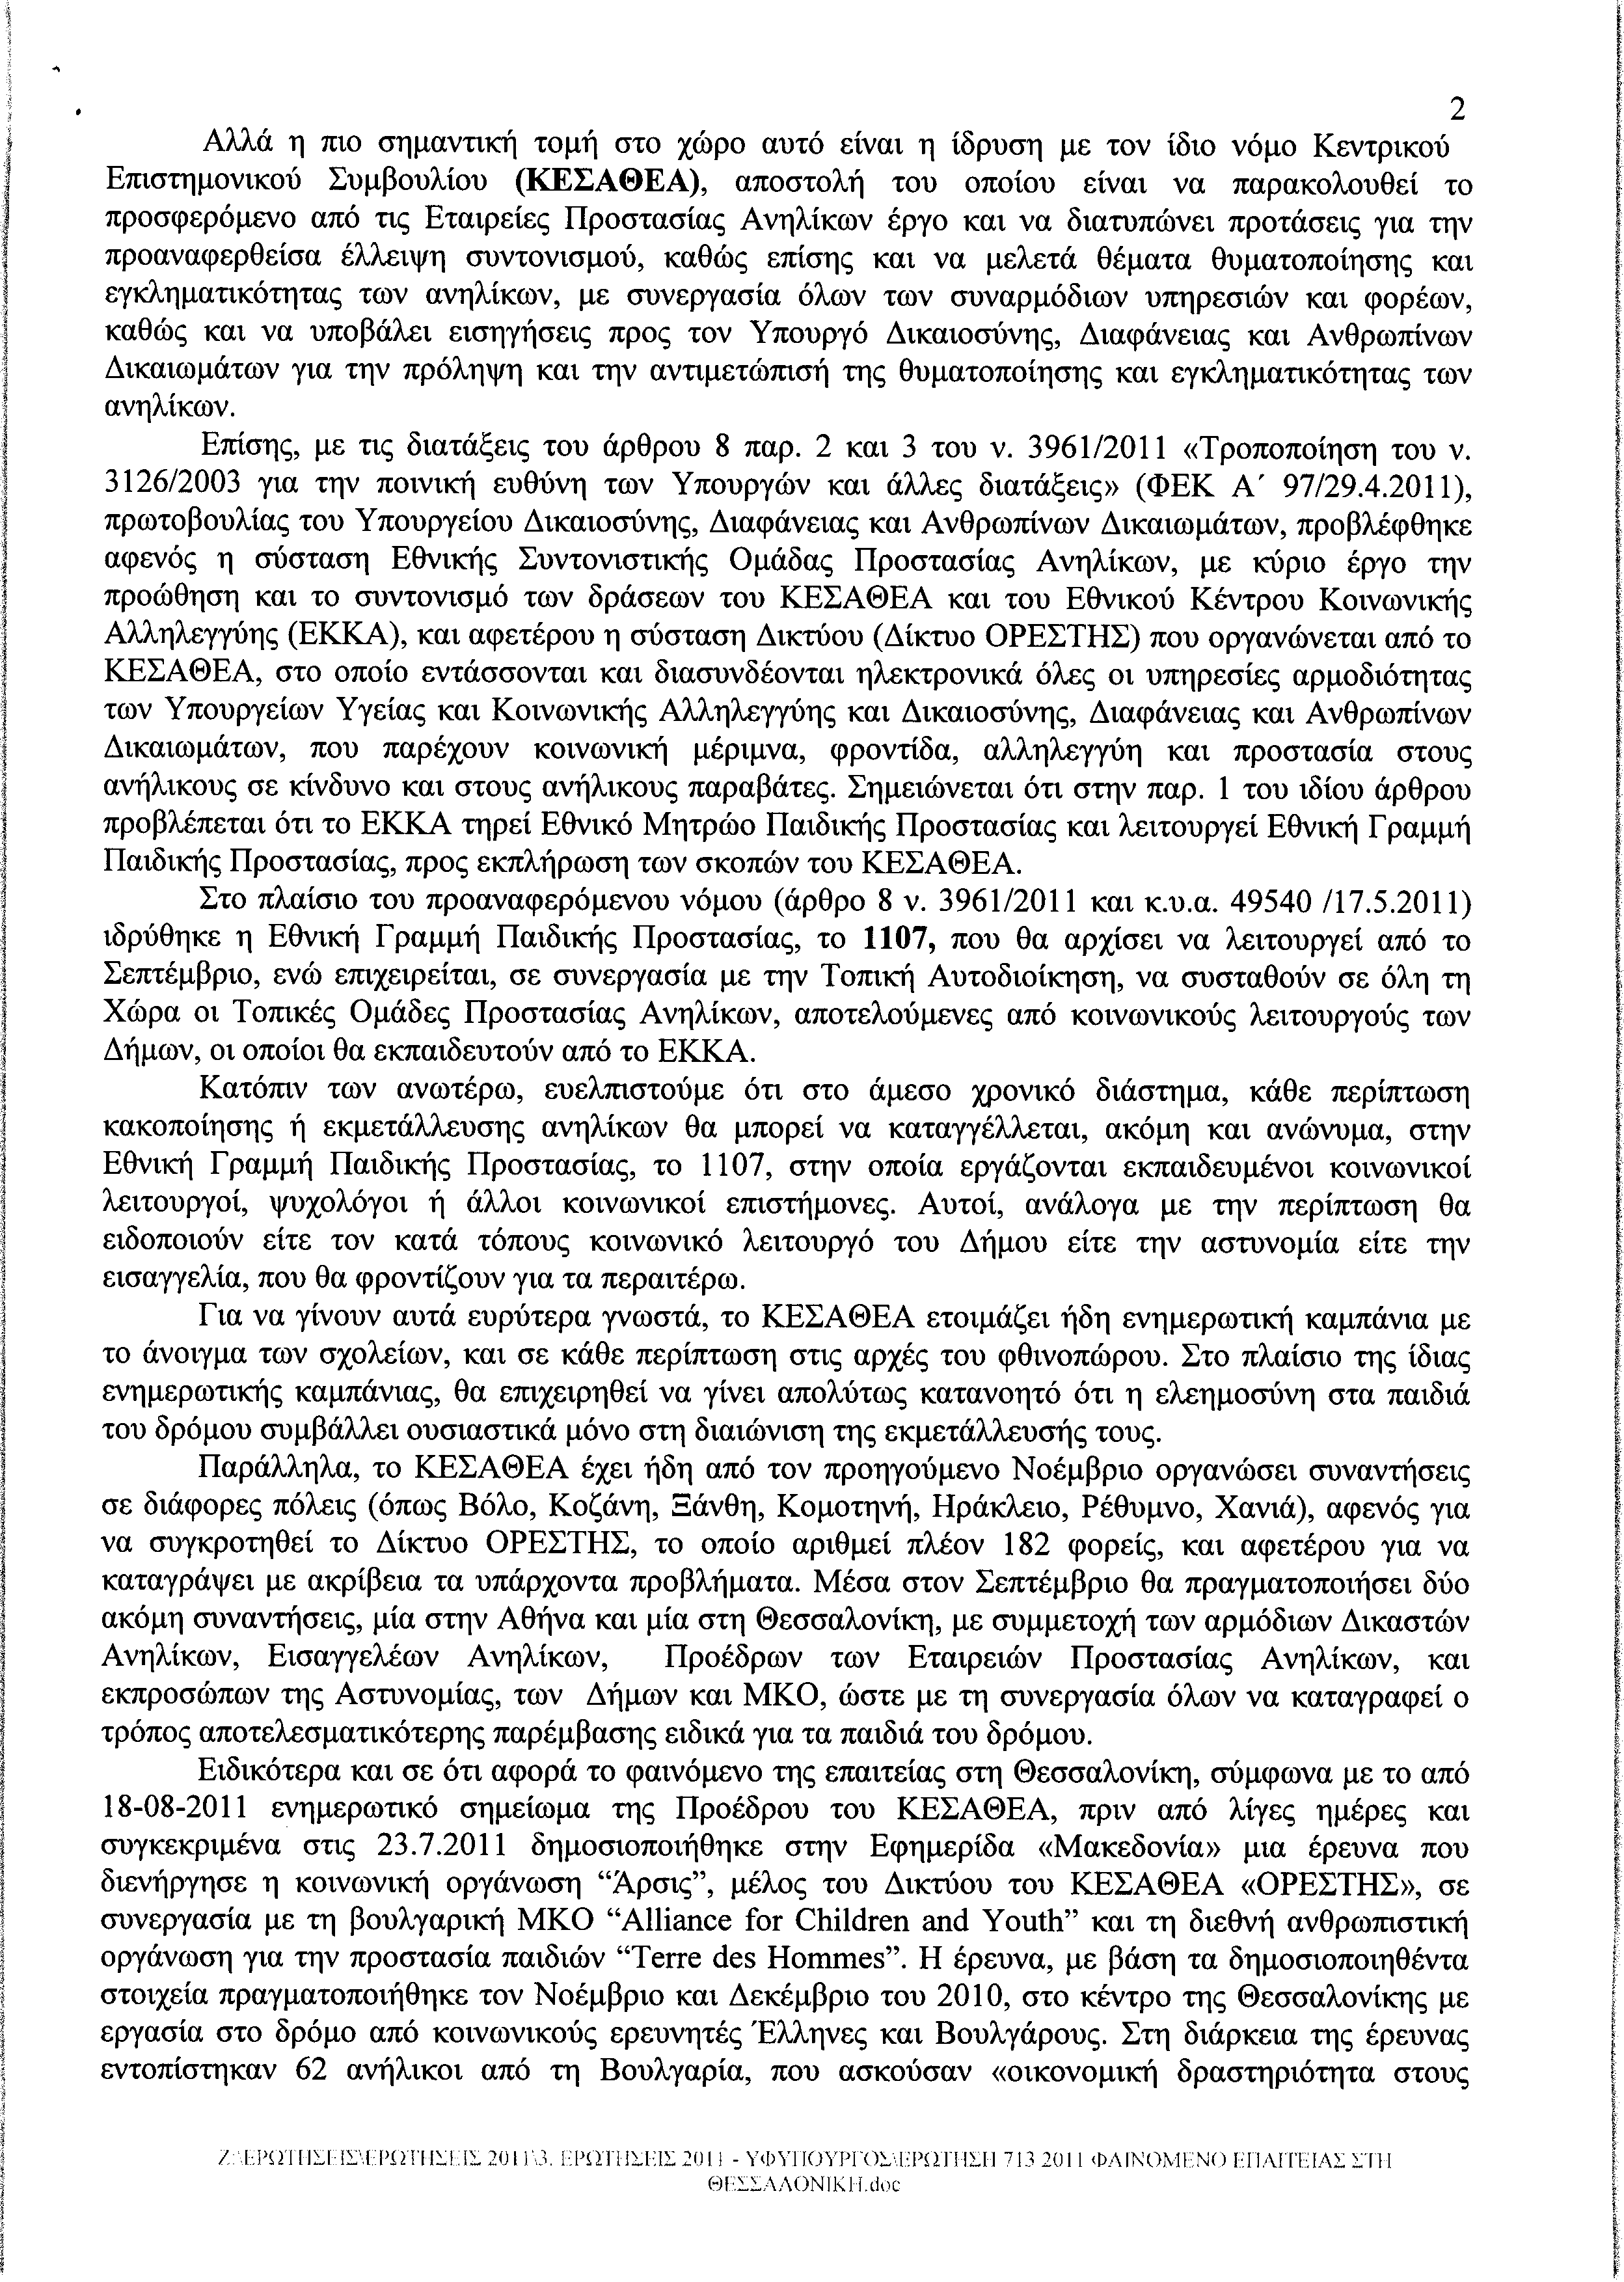 2
Αλλά η πιο σημαντική τομή στο χώρο αυτό είναι η ίδρυση με τον ίδιο νόμο Κεντρικού
Επιστημονικού Συμβουλίου (ΚΕΣΑΘΕΑ), αποστολή του οποίου είναι να παρακολουθεί το
προσφερόμενο από τις Εταιρείες Προστασίας Ανηλίκων έργο και να διατυπώνει προτάσεις για την
προαναφερθείσα έλλειψη συντονισμού, καθώς επίσης και να μελετά θέματα θυματοποίησης και
εγκληματικότητας των ανηλίκων, με συνεργασία όλων των συναρμόδιων υπηρεσιών και φορέων,
καθώς και να υποβάλει εισηγήσεις προς τον Υπουργό Δικαιοσύνης, Διαφάνειας και Ανθρωπίνων
Δικαιωμάτων για την πρόληψη και την αντιμετώπισή της θυματοποίησης και εγκληματικότητας των
ανηλίκων.
Επίσης, με τις διατάξεις του άρθρου 8 παρ. 2 και 3 του ν. 3961/2011 «Τροποποίηση του ν.
3126/2003 για την ποινική ευθύνη των Υπουργών και άλλες διατάξεις» (ΦΕΚ Α΄ 97/29.4.2011),
πρωτοβουλίας του Υπουργείου Δικαιοσύνης, Διαφάνειας και Ανθρωπίνων Δικαιωμάτων, προβλέφθηκε
αφενός η σύσταση Εθνικής Συντονιστικής Ομάδας Προστασίας Ανηλίκων, με κύριο έργο την
προώθηση και το συντονισμό των δράσεων του ΚΕΣΑΘΕΑ και του Εθνικού Κέντρου Κοινωνικής
Αλληλεγγύης (ΕΚΚΑ), και αφετέρου η σύσταση Δικτύου (Δίκτυο ΟΡΕΣΤΗΣ) που οργανώνεται από το
ΚΕΣΑΘΕΑ, στο οποίο εντάσσονται και διασυνδέονται ηλεκτρονικά όλες οι υπηρεσίες αρμοδιότητας
των Υπουργείων Υγείας και Κοινωνικής Αλληλεγγύης και Δικαιοσύνης, Διαφάνειας και Ανθρωπίνων
Δικαιωμάτων, που παρέχουν κοινωνική μέριμνα, φροντίδα, αλληλεγγύη και προστασία στους
ανήλικους σε κίνδυνο και στους ανήλικους παραβάτες. Σημειώνεται ότι στην παρ. 1 του ιδίου άρθρου
προβλέπεται ότι το ΕΚΚΑ τηρεί Εθνικό Μητρώο Παιδικής Προστασίας και λειτουργεί Εθνική Γραμμή
Παιδικής Προστασίας, προς εκπλήρωση των σκοπών του ΚΕΣΑΘΕΑ.
Στο πλαίσιο του προαναφερόμενου νόμου (άρθρο 8 ν. 3961/2011 και κ.υ.α. 49540 /17.5.2011)
ιδρύθηκε η Εθνική Γραμμή Παιδικής Προστασίας, το 1107, που θα αρχίσει να λειτουργεί από το
Σεπτέμβριο, ενώ επιχειρείται, σε συνεργασία με την Τοπική Αυτοδιοίκηση, να συσταθούν σε όλη τη
Χώρα οι Τοπικές Ομάδες Προστασίας Ανηλίκων, αποτελούμενες από κοινωνικούς λειτουργούς των
Δήμων, οι οποίοι θα εκπαιδευτούν από το ΕΚΚΑ.
Κατόπιν των ανωτέρω, ευελπιστούμε ότι στο άμεσο χρονικό διάστημα, κάθε περίπτωση
κακοποίησης ή εκμετάλλευσης ανηλίκων θα μπορεί να καταγγέλλεται, ακόμη και ανώνυμα, στην
Εθνική Γραμμή Παιδικής Προστασίας, το 1107, στην οποία εργάζονται εκπαιδευμένοι κοινωνικοί
λειτουργοί, ψυχολόγοι ή άλλοι κοινωνικοί επιστήμονες. Αυτοί, ανάλογα με την περίπτωση θα
ειδοποιούν είτε τον κατά τόπους κοινωνικό λειτουργό του Δήμου είτε την αστυνομία είτε την
εισαγγελία, που θα φροντίζουν για τα περαιτέρω.
Για να γίνουν αυτά ευρύτερα γνωστά, το ΚΕΣΑΘΕΑ ετοιμάζει ήδη ενημερωτική καμπάνια με
το άνοιγμα των σχολείων, και σε κάθε περίπτωση στις αρχές του φθινοπώρου. Στο πλαίσιο της ίδιας
ενημερωτικής καμπάνιας, θα επιχειρηθεί να γίνει απολύτως κατανοητό ότι η ελεημοσύνη στα παιδιά
του δρόμου συμβάλλει ουσιαστικά μόνο στη διαιώνιση της εκμετάλλευσής τους.
Παράλληλα, το ΚΕΣΑΘΕΑ έχει ήδη από τον προηγούμενο Νοέμβριο οργανώσει συναντήσεις
σε διάφορες πόλεις (όπως Βόλο, Κοζάνη, Ξάνθη, Κομοτηνή, Ηράκλειο, Ρέθυμνο, Χανιά), αφενός για
να συγκροτηθεί το Δίκτυο ΟΡΕΣΤΗΣ, το οποίο αριθμεί πλέον 182 φορείς, και αφετέρου για να
καταγράψει με ακρίβεια τα υπάρχοντα προβλήματα. Μέσα στον Σεπτέμβριο θα πραγματοποιήσει δύο
ακόμη συναντήσεις, μία στην Αθήνα και μία στη Θεσσαλονίκη, με συμμετοχή των αρμόδιων Δικαστών
Ανηλίκων, Εισαγγελέων Ανηλίκων, Προέδρων των Εταιρειών Προστασίας Ανηλίκων, και
εκπροσώπων της Αστυνομίας, των Δήμων και ΜΚΟ, ώστε με τη συνεργασία όλων να καταγραφεί ο
τρόπος αποτελεσματικότερης παρέμβασης ειδικά για τα παιδιά του δρόμου.
Ειδικότερα και σε ότι αφορά το φαινόμενο της επαιτείας στη Θεσσαλονίκη, σύμφωνα με το από
18-08-2011 ενημερωτικό σημείωμα της Προέδρου του ΚΕΣΑΘΕΑ, πριν από λίγες ημέρες και
συγκεκριμένα στις 23.7.2011 δημοσιοποιήθηκε στην Εφημερίδα «Μακεδονία» μια έρευνα που
διενήργησε η κοινωνική οργάνωση “Άρσις”, μέλος του Δικτύου του ΚΕΣΑΘΕΑ «ΟΡΕΣΤΗΣ», σε
συνεργασία με τη βουλγαρική ΜΚΟ “Alliance for Children and Youth” και τη διεθνή ανθρωπιστική
οργάνωση για την προστασία παιδιών “Terre des Hommes”. Η έρευνα, με βάση τα δημοσιοποιηθέντα
στοιχεία πραγματοποιήθηκε τον Νοέμβριο και Δεκέμβριο του 2010, στο κέντρο της Θεσσαλονίκης με
εργασία στο δρόμο από κοινωνικούς ερευνητές Έλληνες και Βουλγάρους. Στη διάρκεια της έρευνας
εντοπίστηκαν 62 ανήλικοι από τη Βουλγαρία, που ασκούσαν «οικονομική δραστηριότητα στους
Z:\ΕΡΩΤΗΣΕΙΣ\ΕΡΩΤΗΣΕΙΣ 2011\3. ΕΡΩΤΗΣΕΙΣ 2011 - ΥΦΥΠΟΥΡΓΟΣ\ΕΡΩΤΗΣΗ 713 2011 ΦΑΙΝΟΜΕΝΟ ΕΠΑΙΤΕΙΑΣ ΣΤΗ
ΘΕΣΣΑΛΟΝΙΚΗ.doc